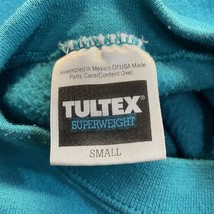 Assembled In Mexico Of USA Made
Parts Care/Content Over
TULTEX
SUPERWEIGHT
SMALL